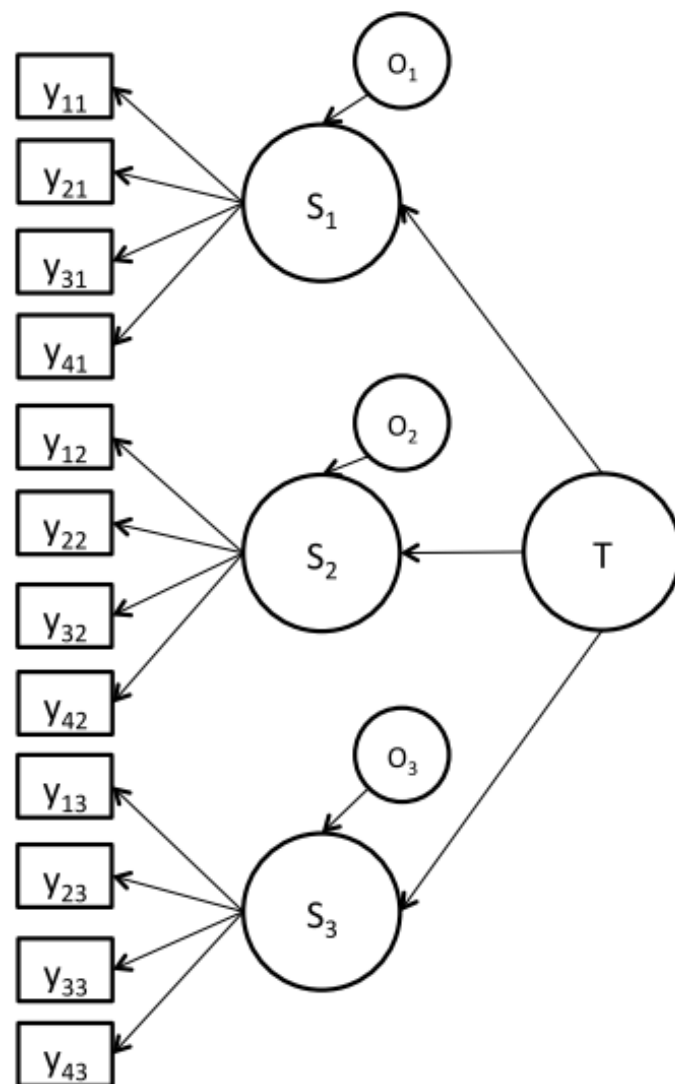 y₁₁
y₂₁
y₃₁
y₄₁
y₁₂
y₂₂
y₃₂
y₄₂
y₁₃
y₂₃
y₃₃
y₄₃
O₁
S₁
O₂
S₂
O₃
S₃
T